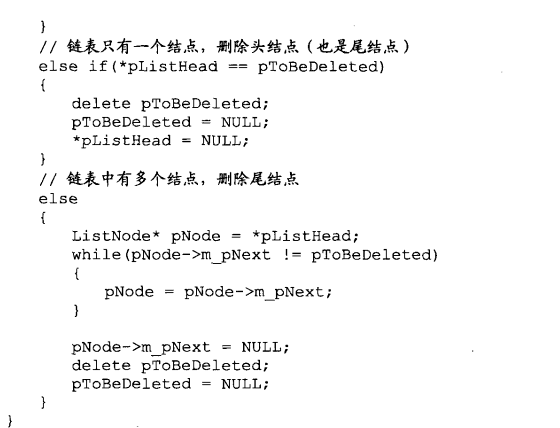 }
    // 链表只有一个结点，删除头结点（也是尾结点）
    else if(*pListHead == pToBeDeleted)
    {
        delete pToBeDeleted;
        pToBeDeleted = NULL;
        *pListHead = NULL;
    }
    // 链表中有多个结点，删除尾结点
    else
    {
        ListNode* pNode = *pListHead;
        while(pNode->m_pNext != pToBeDeleted)
        {
            pNode = pNode->m_pNext;
        }

        pNode->m_pNext = NULL;
        delete pToBeDeleted;
        pToBeDeleted = NULL;
    }
}